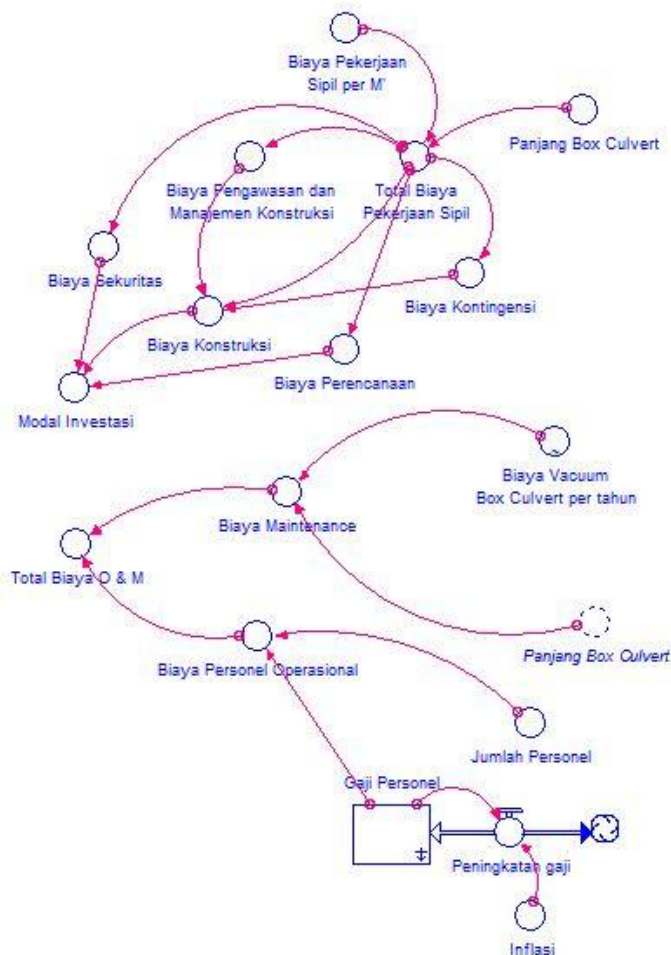 Biaya Pekerjaan
Sipil per M'
Panjang Box Culvert
Biaya Pengawasan dan
Manajemen Konstruksi
Total Biaya
Pekerjaan Sipil
Biaya Sekuritas
Biaya Kontingensi
Biaya Konstruksi
Biaya Perencanaan
Modal Investasi
Biaya Vacuum
Box Culvert per tahun
Biaya Maintenance
Total Biaya O & M
Biaya Personel Operasional
Panjang Box Culvert
Jumlah Personel
Gaji Personel
Peningkatan gaji
Inflasi